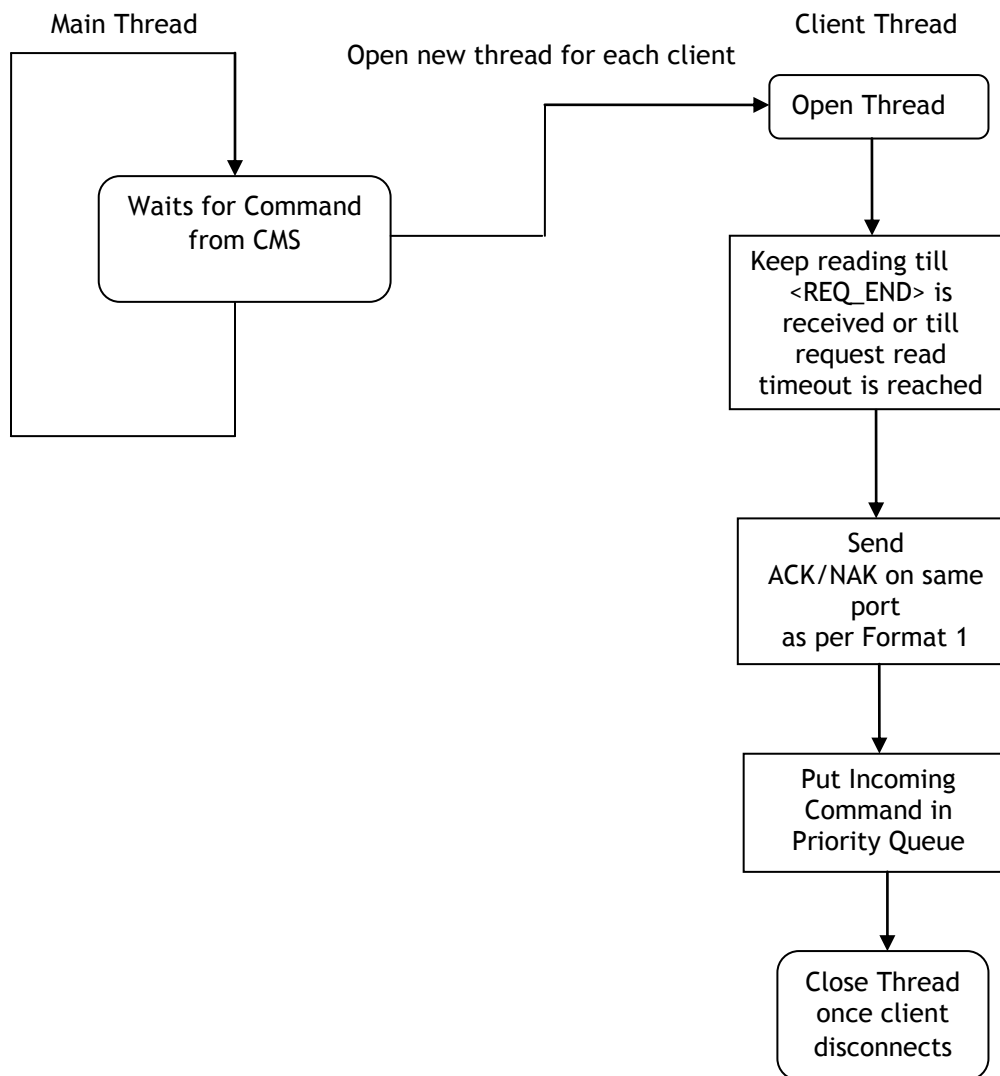 Main Thread
Client Thread
Open new thread for each client
Open Thread
Waits for Command
from CMS
Keep reading till
<REQ_END> is
received or till
request read
timeout is reached
Send
ACK/NAK on same
port
as per Format 1
Put Incoming
Command in
Priority Queue
Close Thread
once client
disconnects